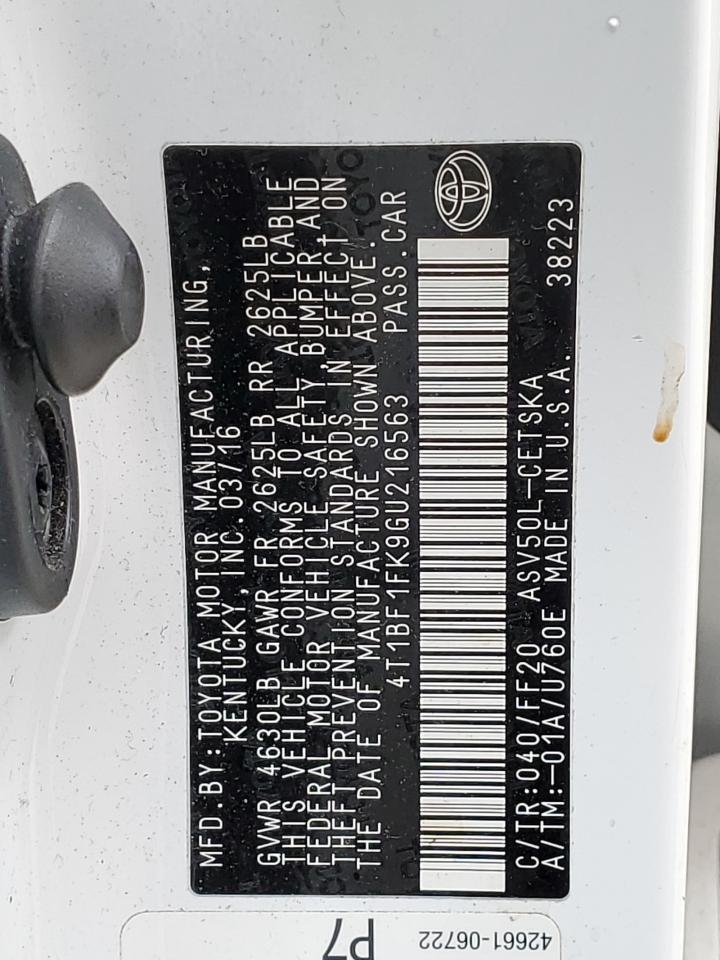 MFD.BY:TOYOTA MOTOR MANUFACTURING,
KENTUCKY,INC.03/16
GVWR 4630LB GAWR FR 2625LB RR 2625LB
THIS VEHICLE CONFORMS TO ALL APPLICABLE
FEDERAL MOTOR VEHICLE SAFETY,BUMPER,AND
THEFT PREVENTION STANDARDS IN EFFECT ON
THE DATE OF MANUFACTURE SHOWN ABOVE.
4T1BF1FK9GU216563 PASS.CAR
C/TR:040/FF20 ASV50L-CETSKA
A/TM:-01A/U760E MADE IN U.S.A. 38223
42661-06722
P7